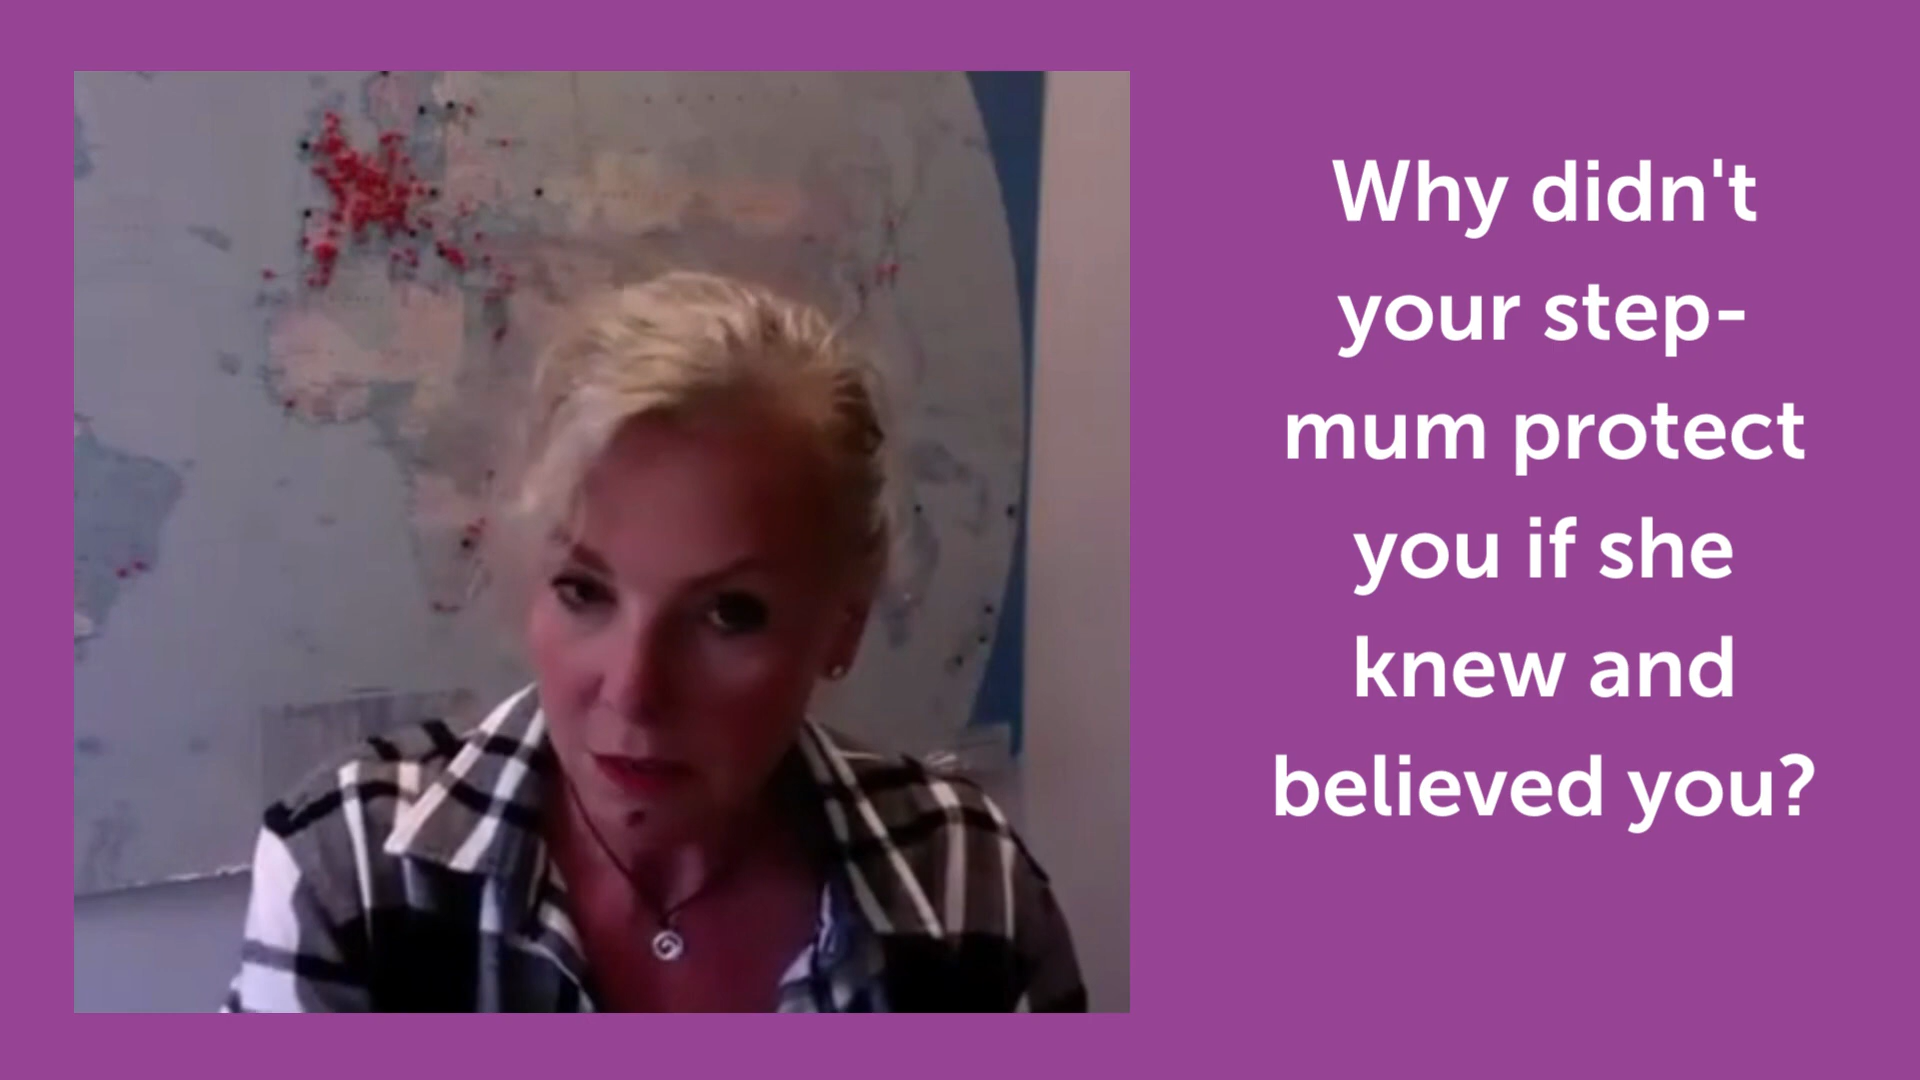 Why didn't
your step-
mum protect
you if she
knew and
believed you?